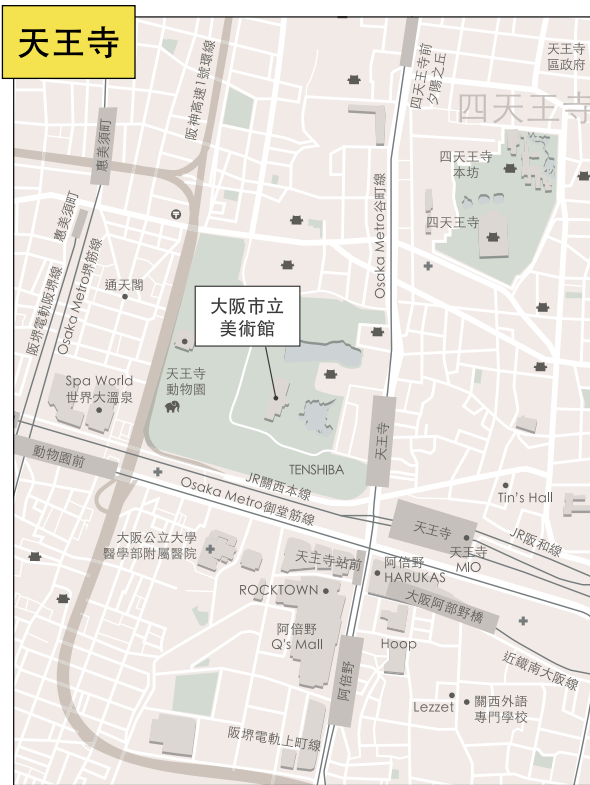 天王寺
阪神高速1號環線
四天王寺前
夕陽之丘
天王寺
區政府
四天王寺
惠美須町
四天王寺
本坊
四天王寺
惠美須町
Osaka Metro谷町線
阪堺電軌阪堺線
Osaka Metro堺筋線
通天閣
大阪市立
美術館
天王寺
動物園
Spa World
世界大溫泉
天王寺
動物園前
TENSHIBA
JR關西本線
Osaka Metro御堂筋線
Tin's Hall
天王寺
JR阪和線
天王寺
MIO
大阪公立大學
醫學部附屬醫院
天王寺站前
阿倍野
HARUKAS
ROCKTOWN
大阪阿部野橋
阿倍野
Q's Mall
Hoop
近鐵南大阪線
阿倍野
Lezzet
關西外語
專門學校
阪堺電軌上町線